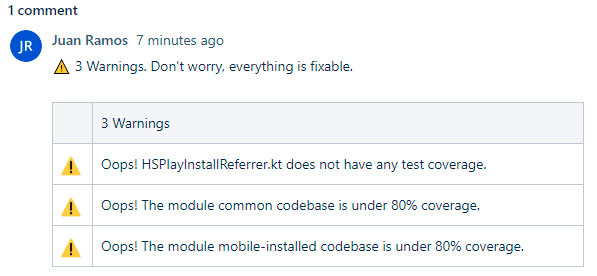 1 comment
JR
Juan Ramos 7 minutes ago
3 Warnings. Don't worry, everything is fixable.
3 Warnings
Oops! HSPlayInstallReferrer.kt does not have any test coverage.
Oops! The module common codebase is under 80% coverage.
Oops! The module mobile-installed codebase is under 80% coverage.